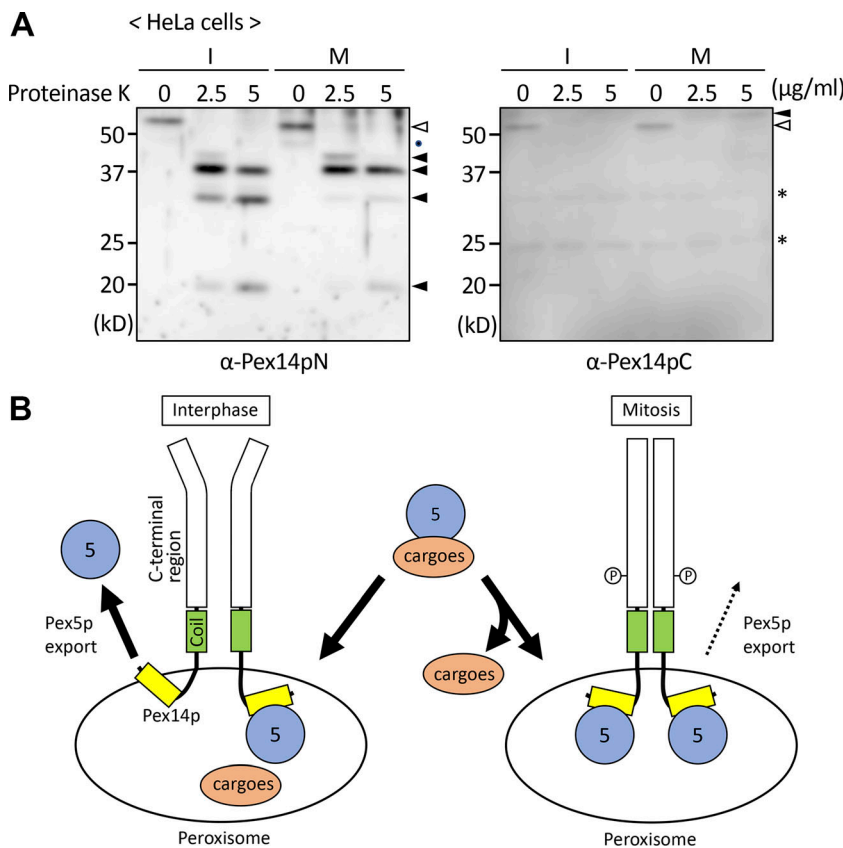 A
< HeLa cells >
I M
Proteinase K 0 2.5 5 0 2.5 5
0 2.5 5 0 2.5 5 (μg/ml)
I M
50
37
25
20
(kD)
50
37
25
20
(kD)
*
*
α-Pex14pN
α-Pex14pC
B
Interphase
Mitosis
C-terminal
region
5
5
cargoes
P P
Coil
Pex5p
export
Pex5p
export
cargoes
Pex14p
5
5 5
cargoes
Peroxisome
Peroxisome